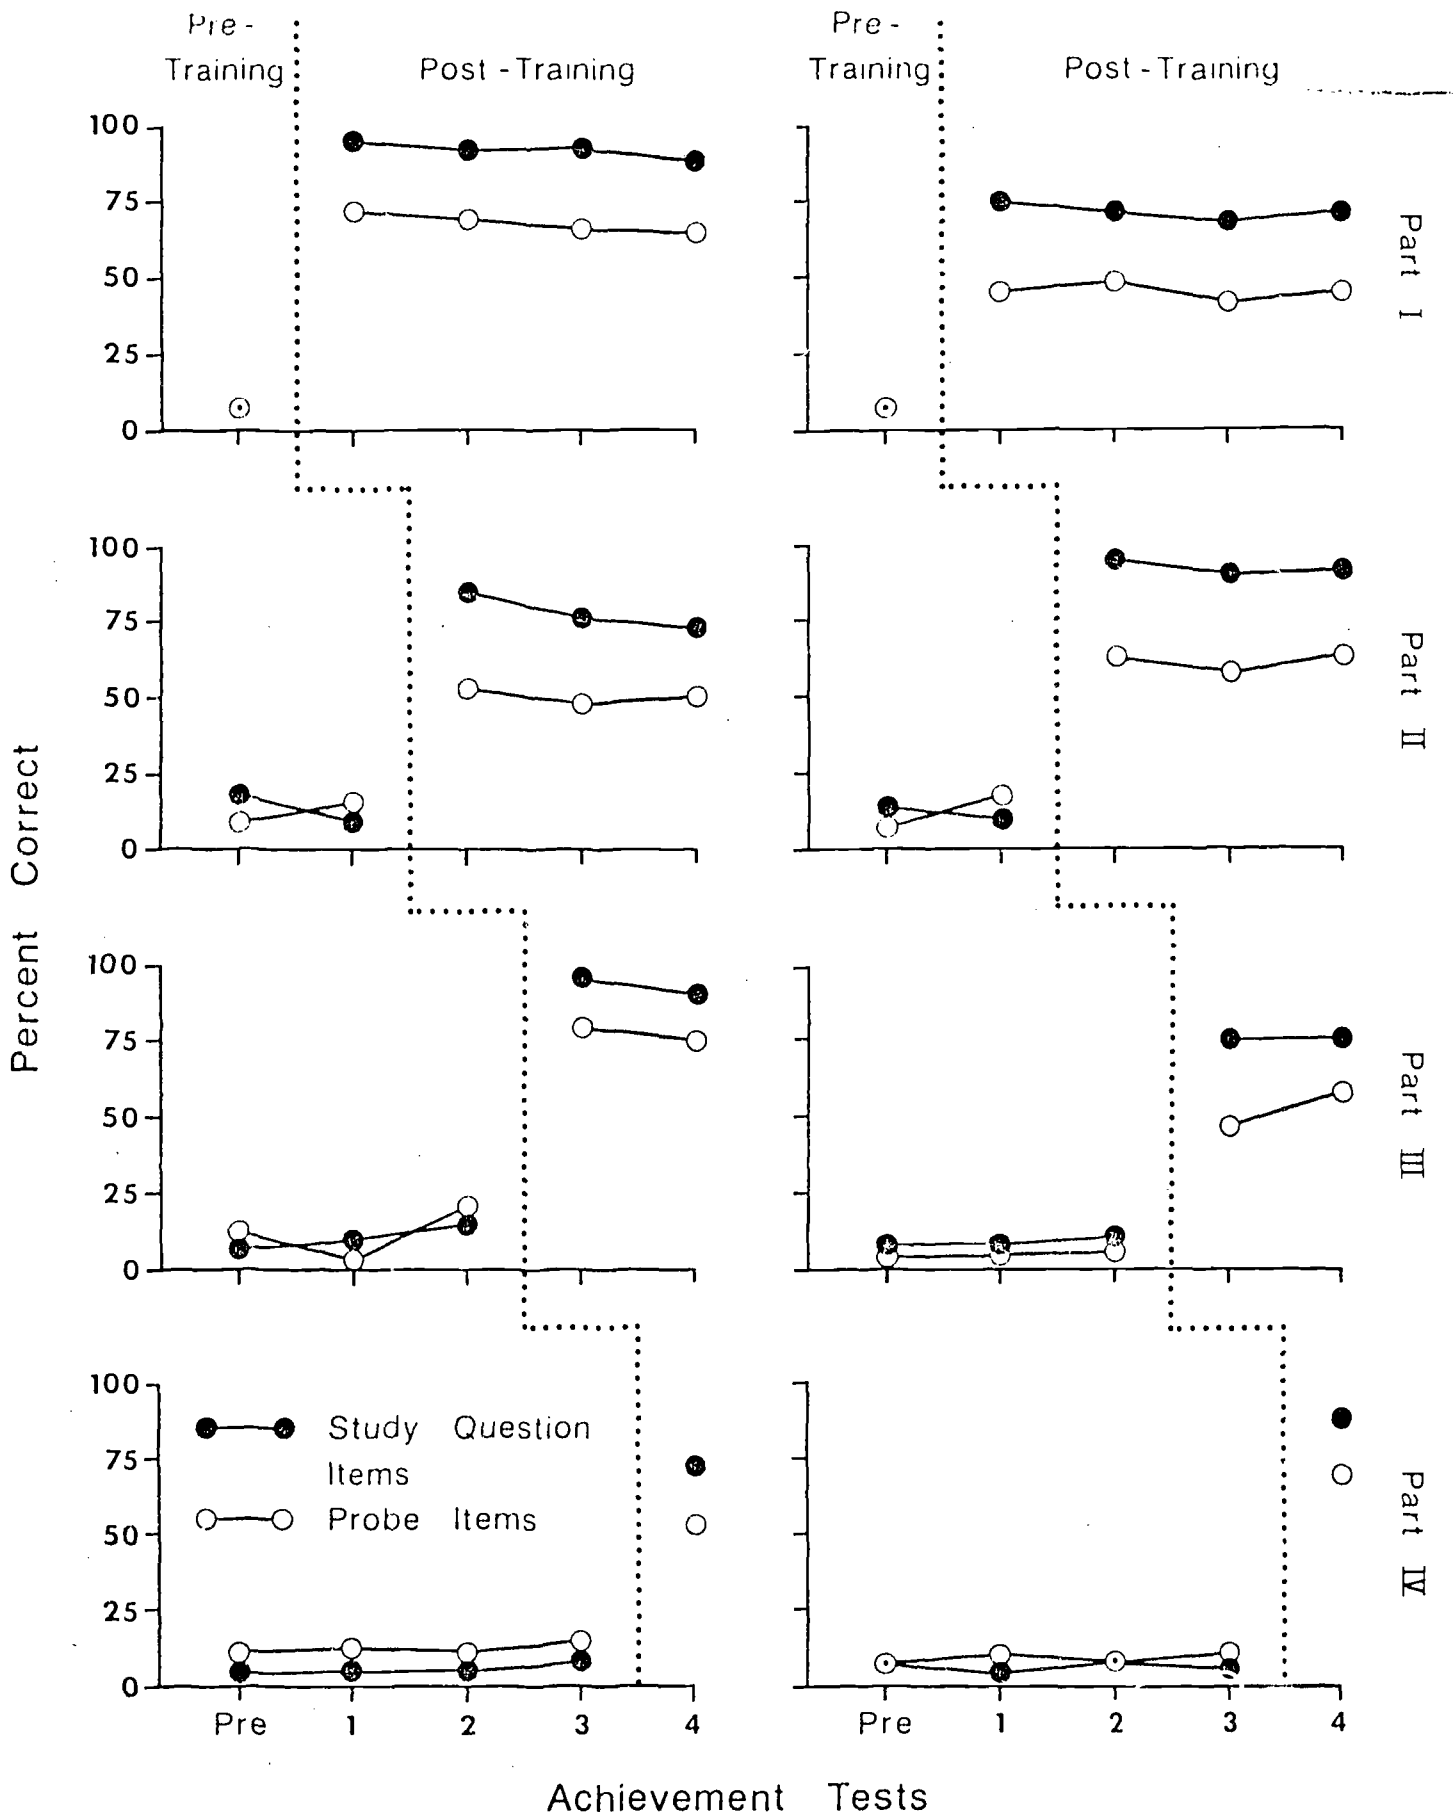 Pre - Pre -
Training Post - Training Training Post - Training
100
75
50
25
0
Part I
100
75
50
25
0
Part II
100
75
50
25
0
Part III
100
75
50
25
0
Part IV
Study Question
Items
Probe Items
Pre 1 2 3 4 Pre 1 2 3 4
Percent Correct
Achievement Tests